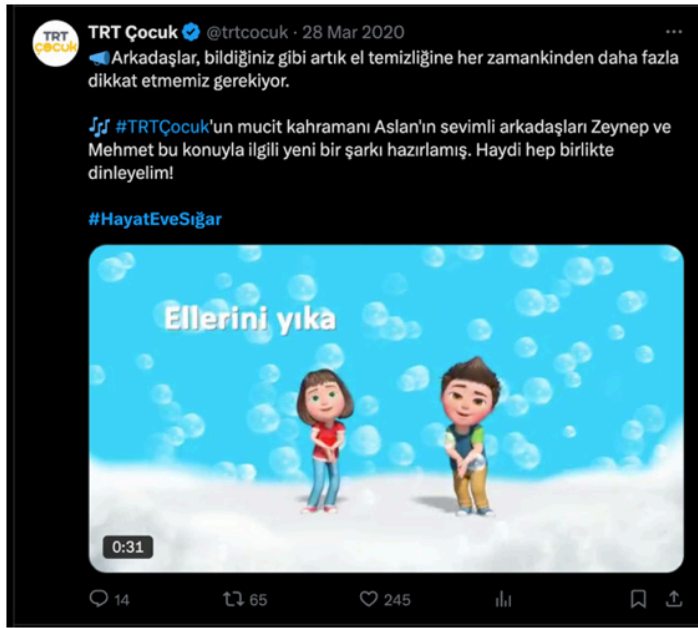 TRT çocuk
TRT Çocuk @trtcocuk · 28 Mar 2020
📣Arkadaşlar, bildiğiniz gibi artık el temizliğine her zamankinden daha fazla
dikkat etmemiz gerekiyor.
🎶 #TRTÇocuk'un mucit kahramanı Aslan'ın sevimli arkadaşları Zeynep ve
Mehmet bu konuyla ilgili yeni bir şarkı hazırlamış. Haydi hep birlikte
dinleyelim!
#HayatEveSığar
Ellerini yıka
0:31
14 65 245